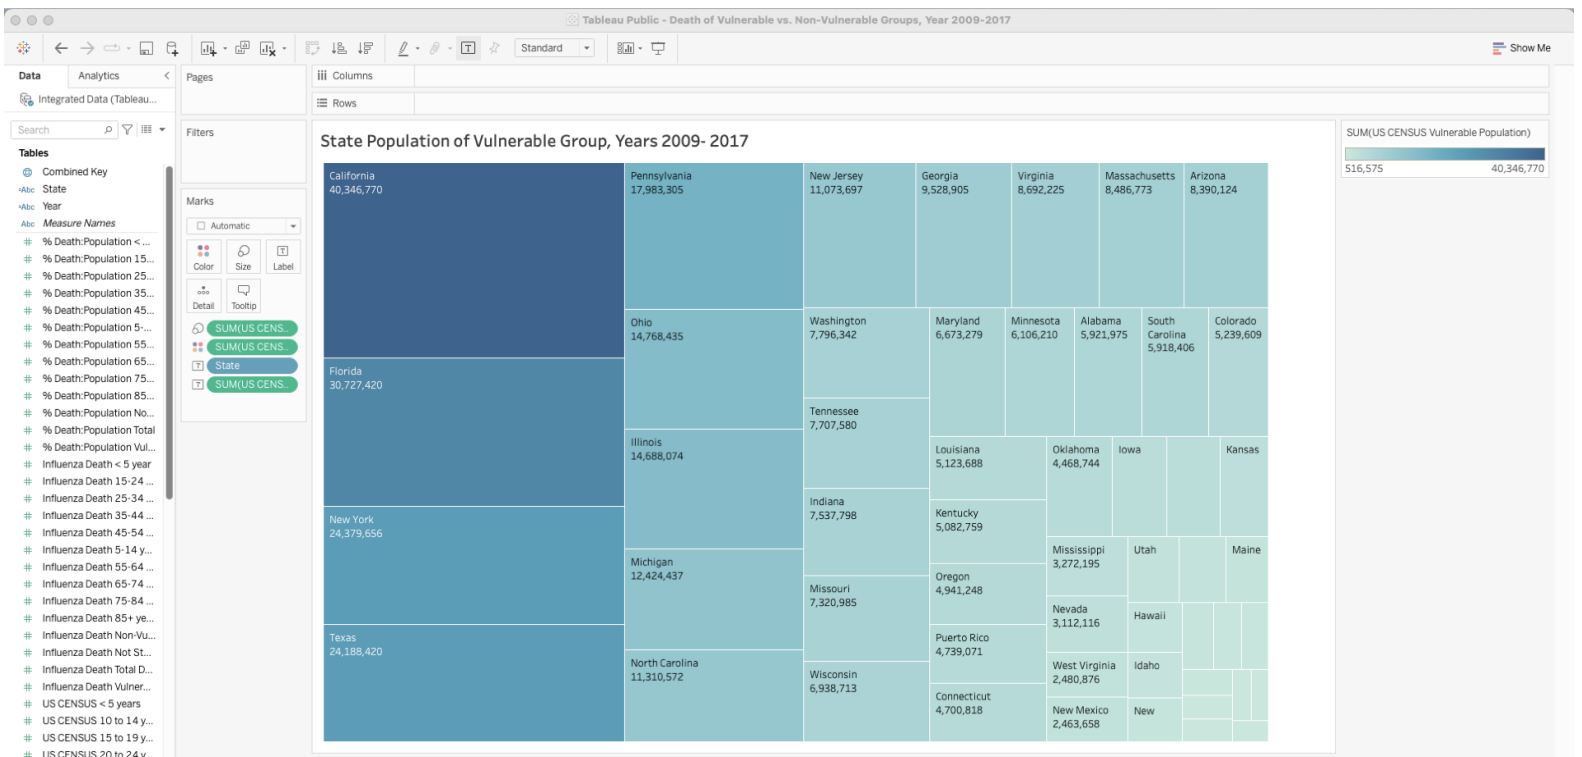 Tableau Public - Death of Vulnerable vs. Non-Vulnerable Groups, Year 2009-2017
Standard
Show Me
Data
Analytics
Pages
Columns
Integrated Data (Tableau...
Rows
Search
Filters
Tables
Combined Key
Abc State
Abc Year
Abc Measure Names
# % Death:Population < ...
# % Death:Population 15...
# % Death:Population 25...
# % Death:Population 35...
# % Death:Population 45...
# % Death:Population 5-...
# % Death:Population 55...
# % Death:Population 65...
# % Death:Population 75...
# % Death:Population 85...
# % Death:Population No...
# % Death:Population Total
# % Death:Population Vul...
# Influenza Death < 5 year
# Influenza Death 15-24 ...
# Influenza Death 25-34 ...
# Influenza Death 35-44 ...
# Influenza Death 45-54 ...
# Influenza Death 5-14 y...
# Influenza Death 55-64 ...
# Influenza Death 65-74 ...
# Influenza Death 75-84 ...
# Influenza Death 85+ ye...
# Influenza Death Non-Vu...
# Influenza Death Not St...
# Influenza Death Total D...
# Influenza Death Vulner...
# US CENSUS < 5 years
# US CENSUS 10 to 14 y...
# US CENSUS 15 to 19 y...
# US CENSUS 20 to 24 y
Marks
Automatic
Color
Size
Label
Detail
Tooltip
SUM(US CENS..
SUM(US CENS..
State
SUM(US CENS..
State Population of Vulnerable Group, Years 2009- 2017
California
40,346,770
Florida
30,727,420
New York
24,379,656
Texas
24,188,420
Pennsylvania
17,983,305
Ohio
14,768,435
Illinois
14,688,074
Michigan
12,424,437
North Carolina
11,310,572
New Jersey
11,073,697
Georgia
9,528,905
Virginia
8,692,225
Massachusetts
8,486,773
Arizona
8,390,124
Washington
7,796,342
Tennessee
7,707,580
Indiana
7,537,798
Missouri
7,320,985
Wisconsin
6,938,713
Maryland
6,673,279
Minnesota
6,106,210
Alabama
5,921,975
South
Carolina
5,918,406
Colorado
5,239,609
Louisiana
5,123,688
Kentucky
5,082,759
Oregon
4,941,248
Puerto Rico
4,739,071
Connecticut
4,700,818
Oklahoma
4,468,744
Iowa
Kansas
Mississippi
3,272,195
Nevada
3,112,116
West Virginia
2,480,876
New Mexico
2,463,658
Utah
Maine
Hawaii
Idaho
New
SUM(US CENSUS Vulnerable Population)
516,575
40,346,770